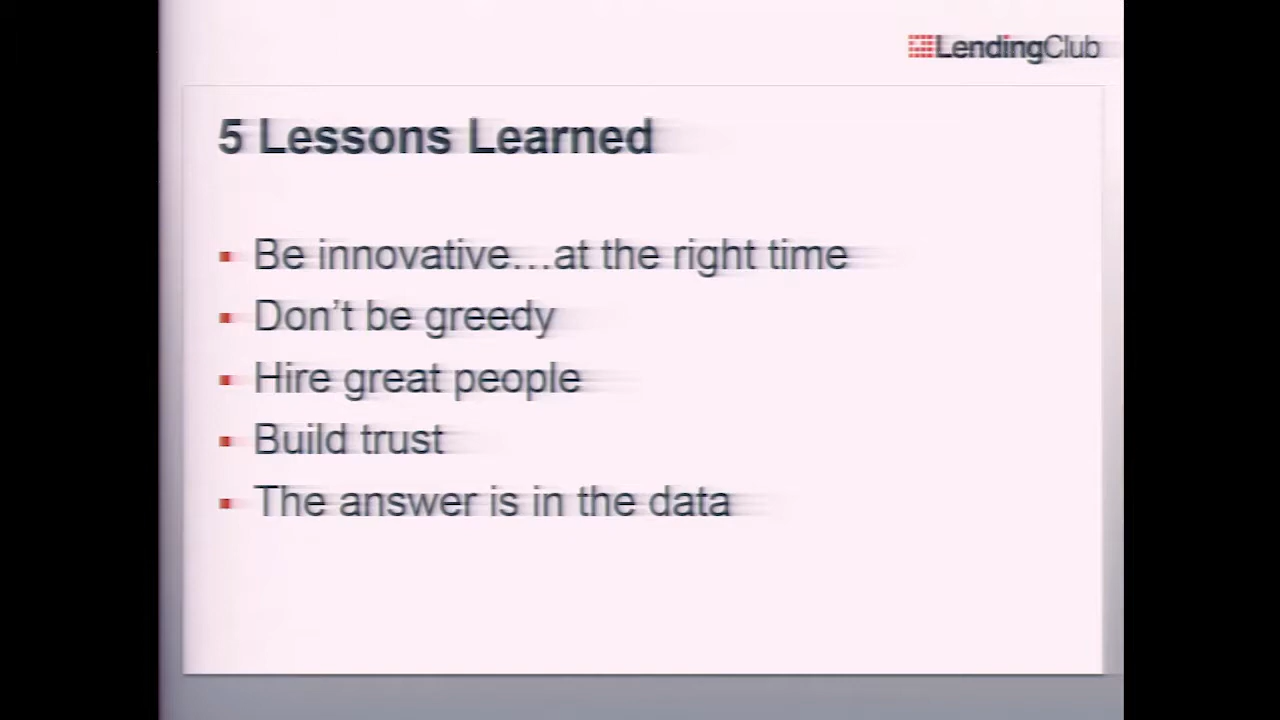 LendingClub
5 Lessons Learned
Be innovative...at the right time
Don't be greedy
Hire great people
Build trust
The answer is in the data